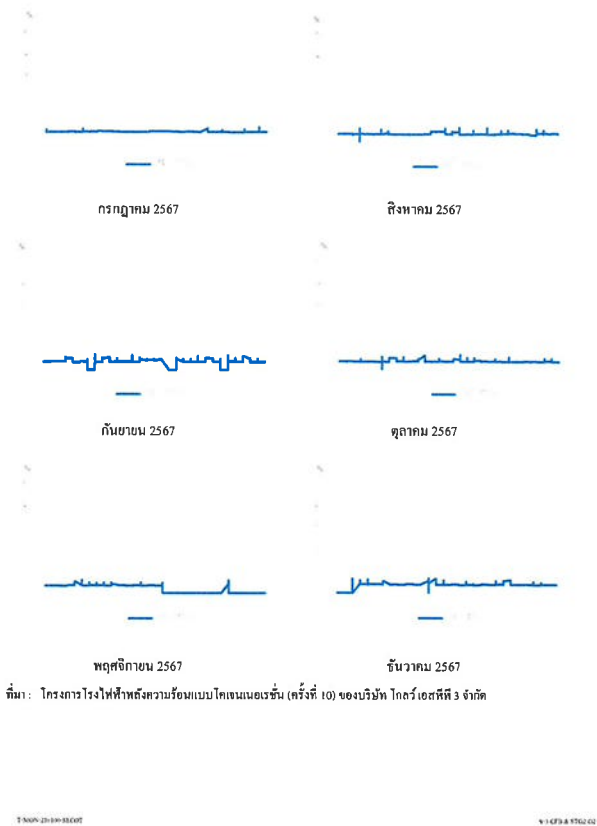 กรกฎาคม 2567
สิงหาคม 2567
กันยายน 2567
ตุลาคม 2567
พฤศจิกายน 2567
ธันวาคม 2567
ที่มา : โครงการโรงไฟฟ้าพลังความร้อนแบบโคเจนเนอเรชั่น (ครั้งที่ 10) ของบริษัท โกลว์ เอสพีพี 3 จำกัด